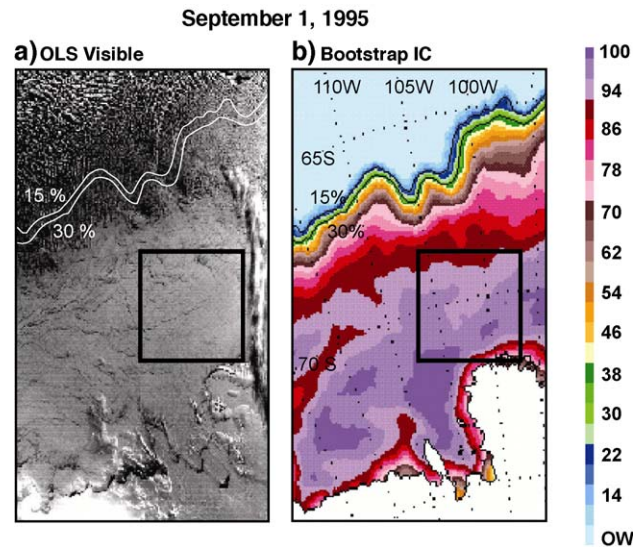 September 1, 1995
a) OLS Visible
b) Bootstrap IC
15 %
30 %
110W 105W 100W
65S
15%
30%
70 S
100
94
86
78
70
62
54
46
38
30
22
14
OW